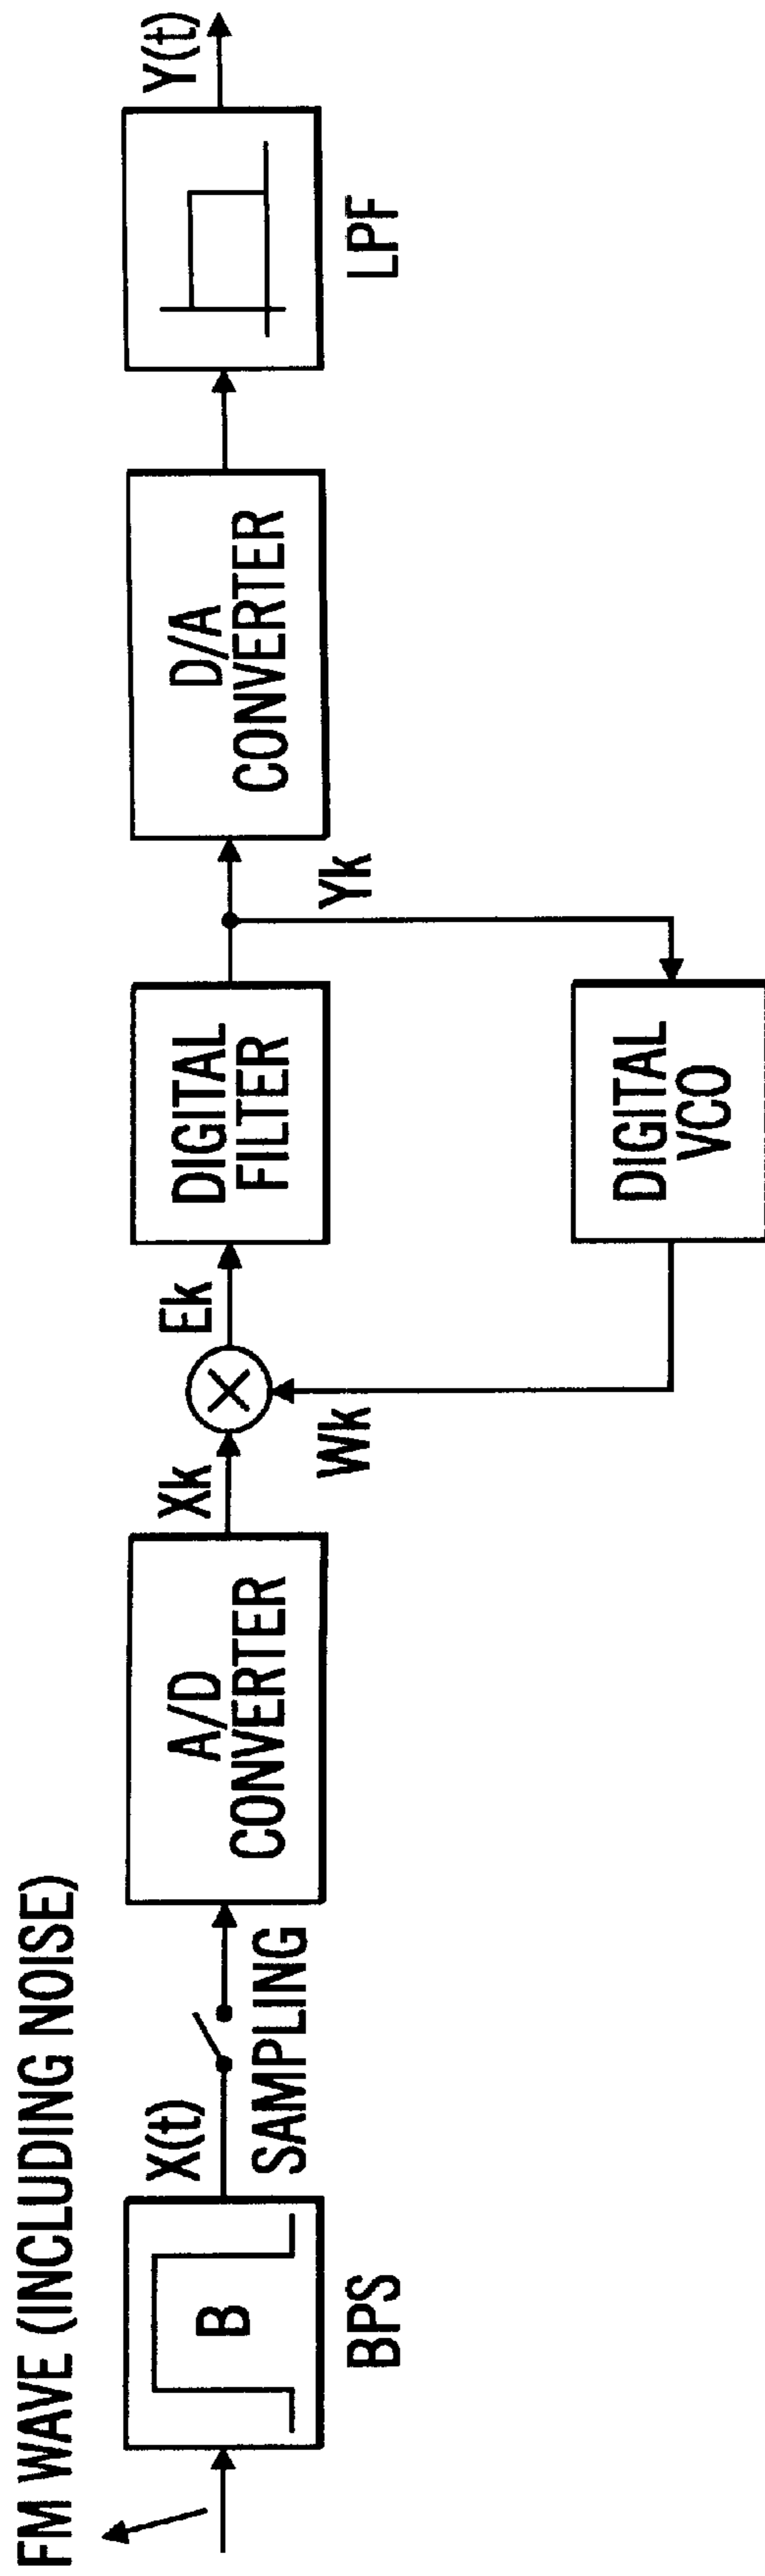 FM WAVE (INCLUDING NOISE)
B
BPS
X(t)
SAMPLING
A/D
CONVERTER
Xk
Wk
Ek
DIGITAL
FILTER
DIGITAL
VCO
Yk
D/A
CONVERTER
LPF
Y(t)